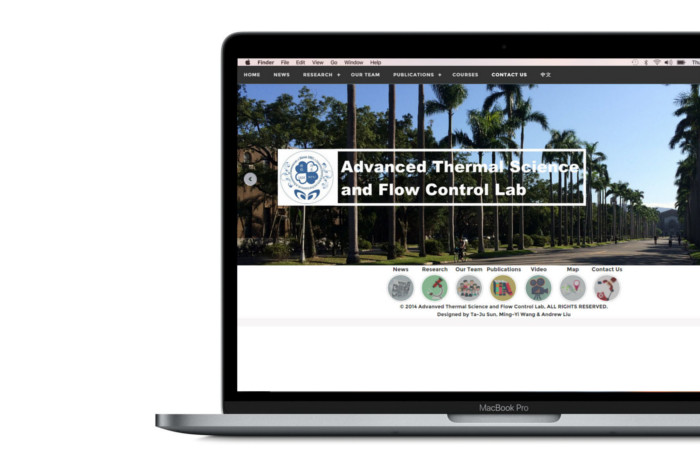 Finder File Edit View Go Window Help
HOME NEWS RESEARCH + OUR TEAM PUBLICATIONS + COURSES CONTACT US 中文
Advanced Thermal Science
and Flow Control Lab
News Research Our Team Publications Video Map Contact Us
© 2014 Advanved Thermal Science and Flow Control Lab. ALL RIGHTS RESERVED.
Designed by Ta-Ju Sun, Ming-Yi Wang & Andrew Liu
MacBook Pro